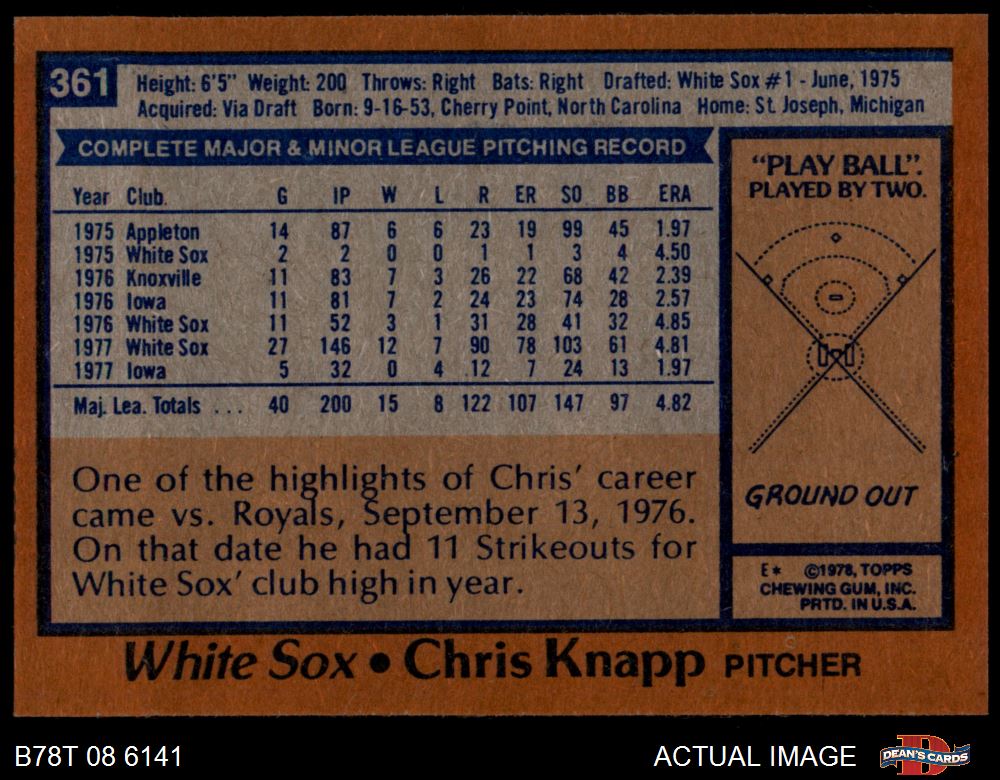 361
Height: 6'5" Weight: 200 Throws: Right Bats: Right Drafted: White Sox #1 - June, 1975
Acquired: Via Draft Born: 9-16-53, Cherry Point, North Carolina Home: St. Joseph, Michigan
COMPLETE MAJOR & MINOR LEAGUE PITCHING RECORD
Year Club. G IP W L R ER SO BB ERA
1975 Appleton 14 87 6 6 23 19 99 45 1.97
1975 White Sox 2 2 0 0 1 1 3 4 4.50
1976 Knoxville 11 83 7 3 26 22 68 42 2.39
1976 Iowa 11 81 7 2 24 23 74 28 2.57
1976 White Sox 11 52 3 1 31 28 41 32 4.85
1977 White Sox 27 146 12 7 90 78 103 61 4.81
1977 Iowa 5 32 0 4 12 7 24 13 1.97
Maj. Lea. Totals ... 40 200 15 8 122 107 147 97 4.82
One of the highlights of Chris' career
came vs. Royals, September 13, 1976.
On that date he had 11 Strikeouts for
White Sox' club high in year.
"PLAY BALL".
PLAYED BY TWO.
GROUND OUT
E* ©1978, TOPPS
CHEWING GUM, INC.
PRTD. IN U.S.A.
White Sox • Chris Knapp PITCHER
B78T 08 6141
ACTUAL IMAGE
DEAN'S CARDS